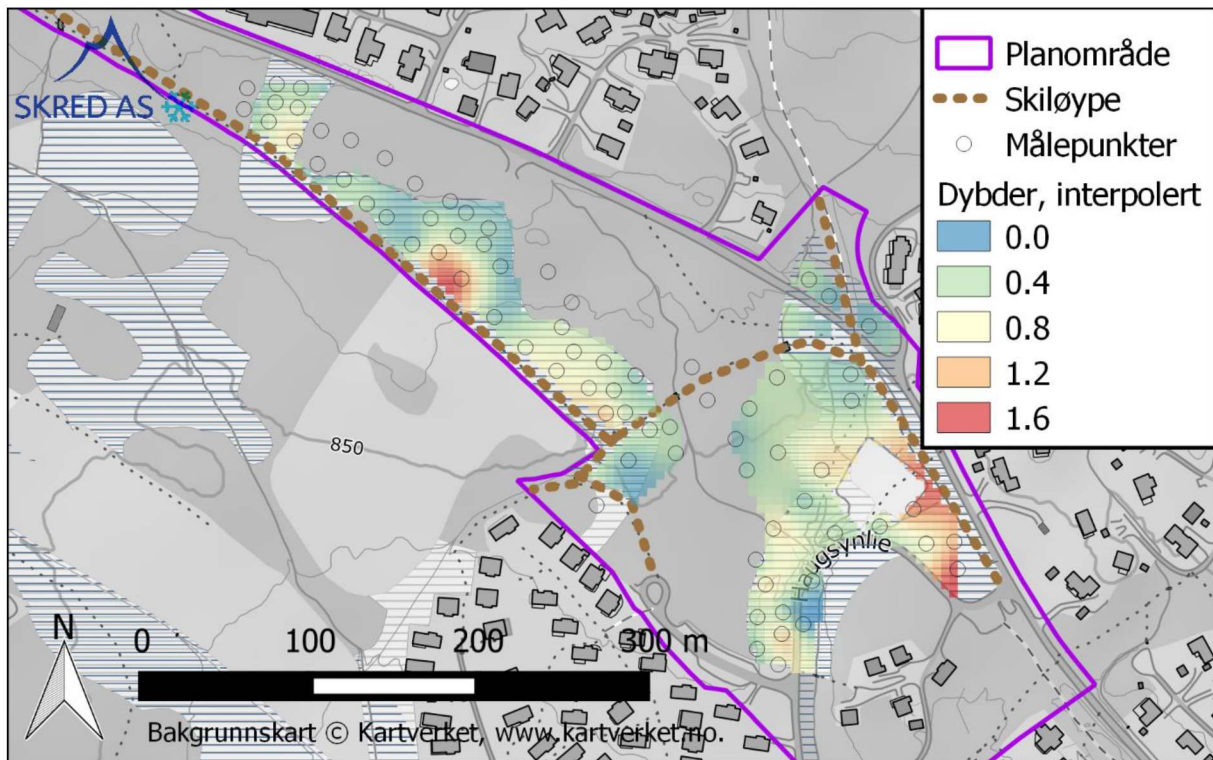 SKRED AS
Planområde
Skiløype
Målepunkter
Dybder, interpolert
0.0
0.4
0.8
1.2
1.6
850
Haugsynlie
N
0 100 200 300 m
Bakgrunnskart © Kartverket, www.kartverket.no.